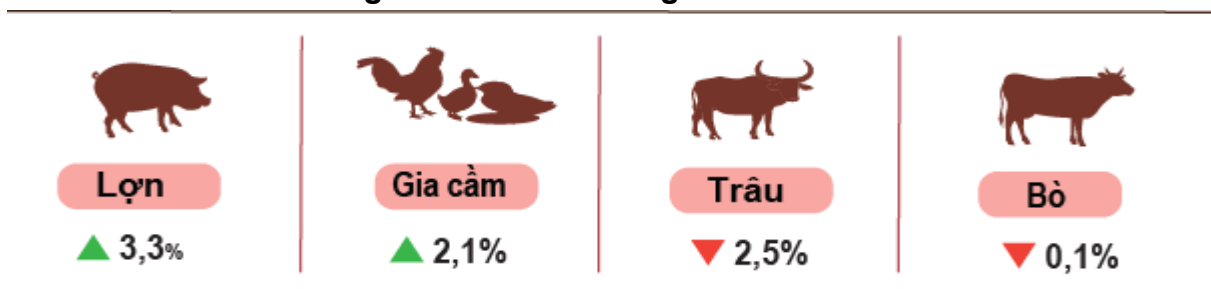 Lợn
Gia cầm
Trâu
Bò
3,3%
2,1%
2,5%
0,1%